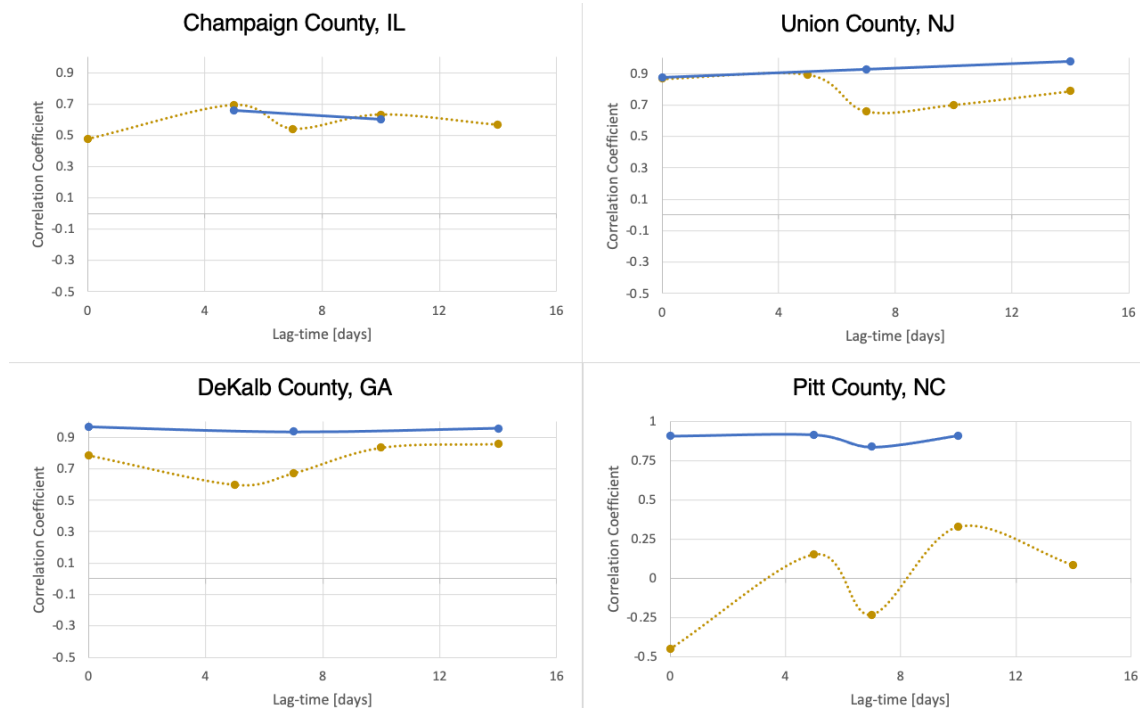 Champaign County, IL
Correlation Coefficient
0.9
0.7
0.5
0.3
0.1
-0.1
-0.3
-0.5
0 4 8 12 16
Lag-time [days]
Union County, NJ
Correlation Coefficient
0.9
0.7
0.5
0.3
0.1
-0.1
-0.3
-0.5
0 4 8 12 16
Lag-time [days]
DeKalb County, GA
Correlation Coefficient
0.9
0.7
0.5
0.3
0.1
-0.1
-0.3
-0.5
0 4 8 12 16
Lag-time [days]
Pitt County, NC
Correlation Coefficient
1
0.75
0.5
0.25
0
-0.25
-0.5
0 4 8 12 16
Lag-time [days]